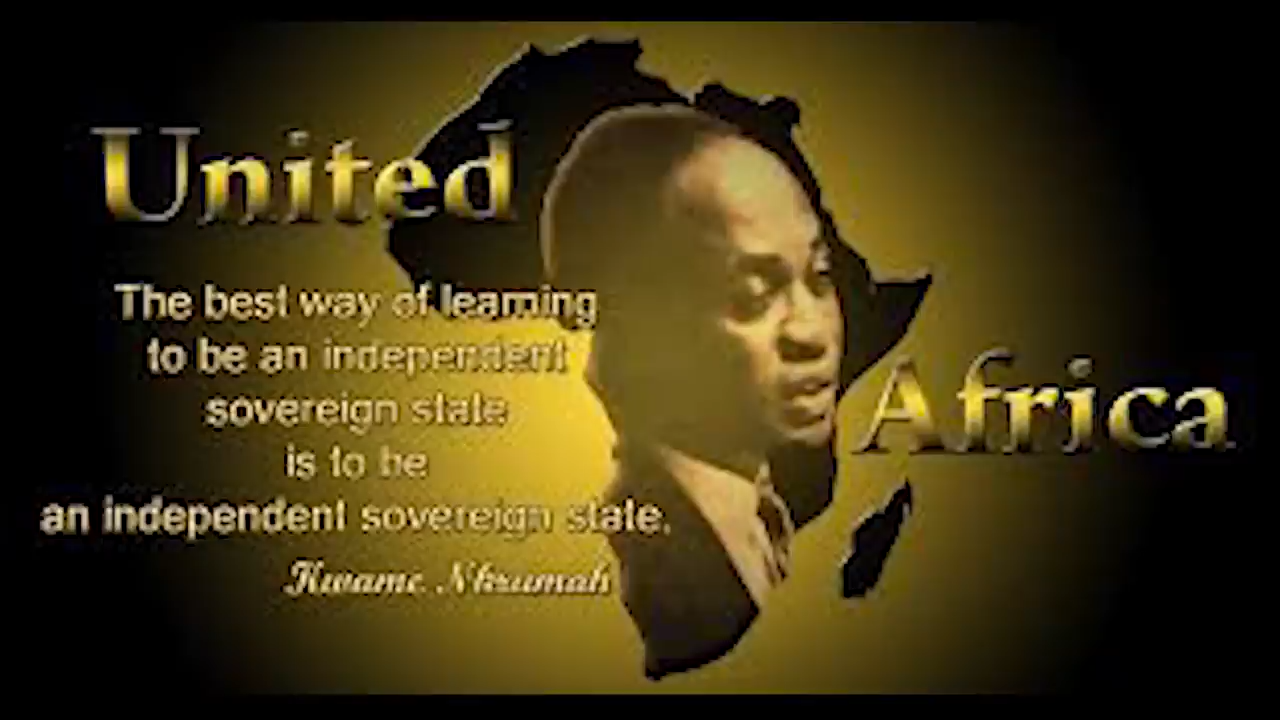 United
The best way of learning
to be an independent
sovereign state
is to be
an independent sovereign state.
Kwame Nkrumah
Africa